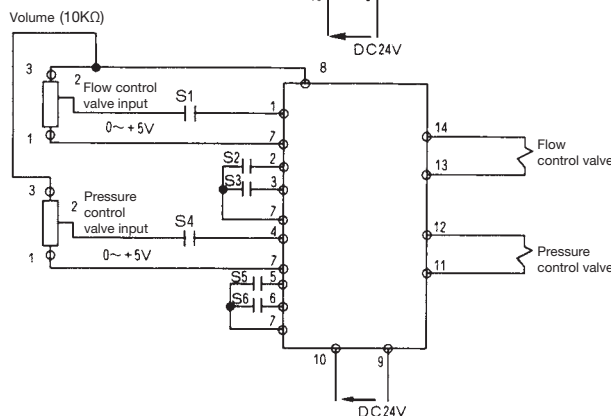 Volume (10KΩ)
DC24V
3
2
Flow control
valve input
S1
8
1
1
0~ +5V
7
14
Flow
control valve
13
S2
2
S3
3
7
3
2
Pressure
control
valve input
S4
4
12
Pressure
control valve
11
1
0~ +5V
7
S5
5
S6
6
7
10
9
DC24V